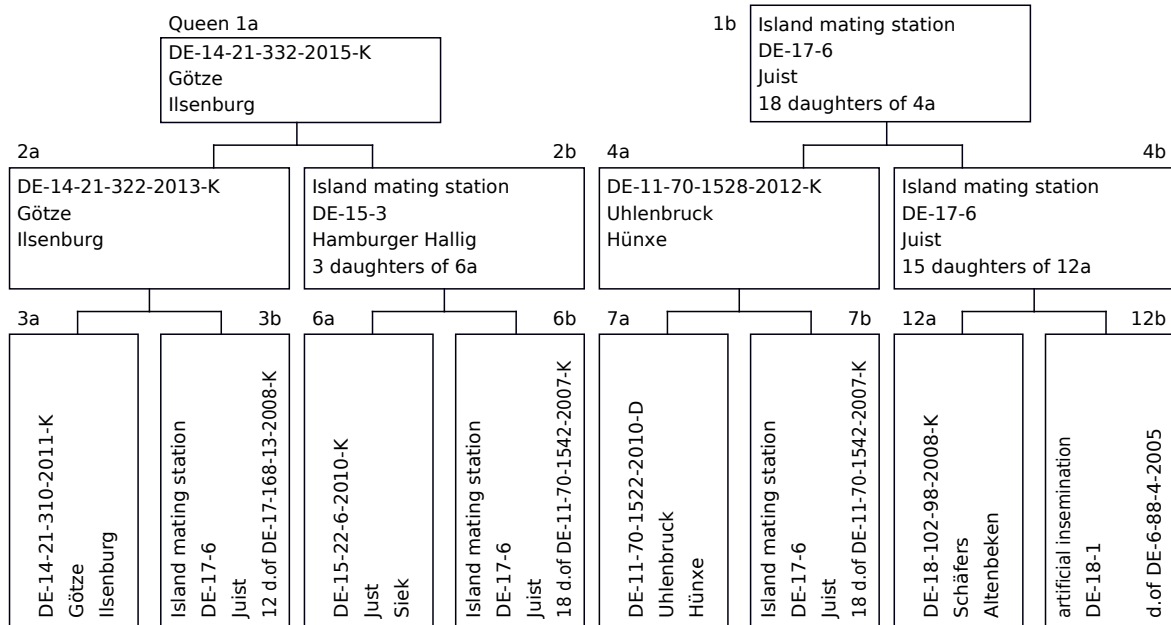 Queen 1a
DE-14-21-332-2015-K
Götze
Ilsenburg
1b
Island mating station
DE-17-6
Juist
18 daughters of 4a
2a
DE-14-21-322-2013-K
Götze
Ilsenburg
2b
Island mating station
DE-15-3
Hamburger Hallig
3 daughters of 6a
4a
DE-11-70-1528-2012-K
Uhlenbruck
Hünxe
4b
Island mating station
DE-17-6
Juist
15 daughters of 12a
3a
DE-14-21-310-2011-K
Götze
Ilsenburg
3b
Island mating station
DE-17-6
Juist
12 d.of DE-17-168-13-2008-K
6a
DE-15-22-6-2010-K
Just
Siek
6b
Island mating station
DE-17-6
Juist
18 d.of DE-11-70-1542-2007-K
7a
DE-11-70-1522-2010-D
Uhlenbruck
Hünxe
7b
Island mating station
DE-17-6
Juist
18 d.of DE-11-70-1542-2007-K
12a
DE-18-102-98-2008-K
Schäfers
Altenbeken
12b
artificial insemination
DE-18-1
d.of DE-6-88-4-2005